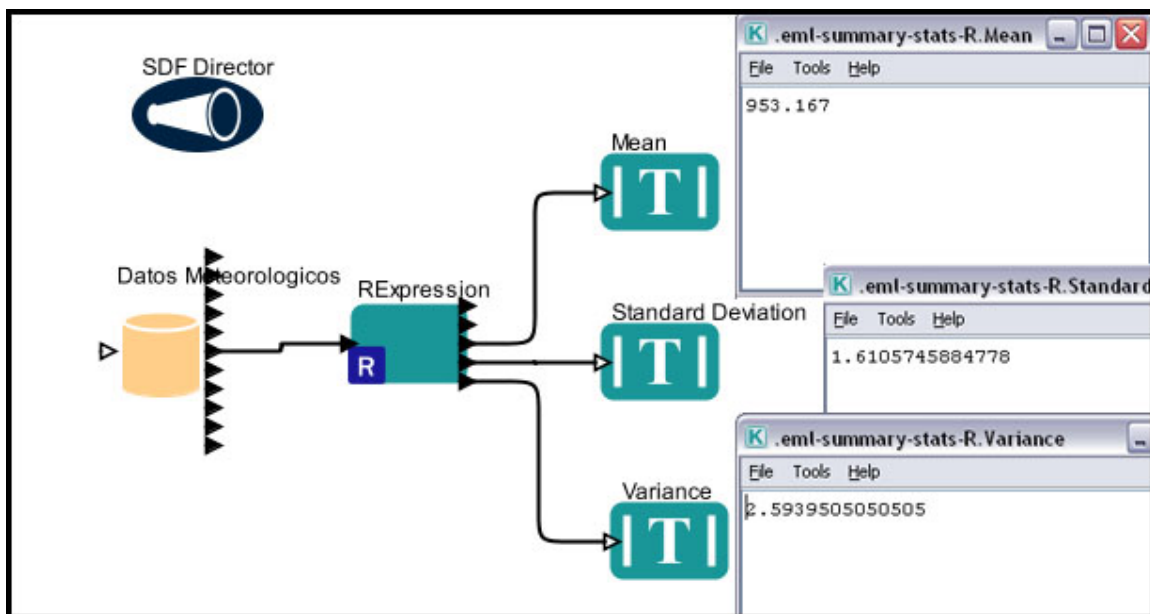 SDF Director
Datos Meteorologicos
RExpression
R
Mean
T
Standard Deviation
T
Variance
T
K .eml-summary-stats-R.Mean
File Tools Help
953.167
K .eml-summary-stats-R.Standard
File Tools Help
1.6105745884778
K .eml-summary-stats-R.Variance
File Tools Help
2.5939505050505